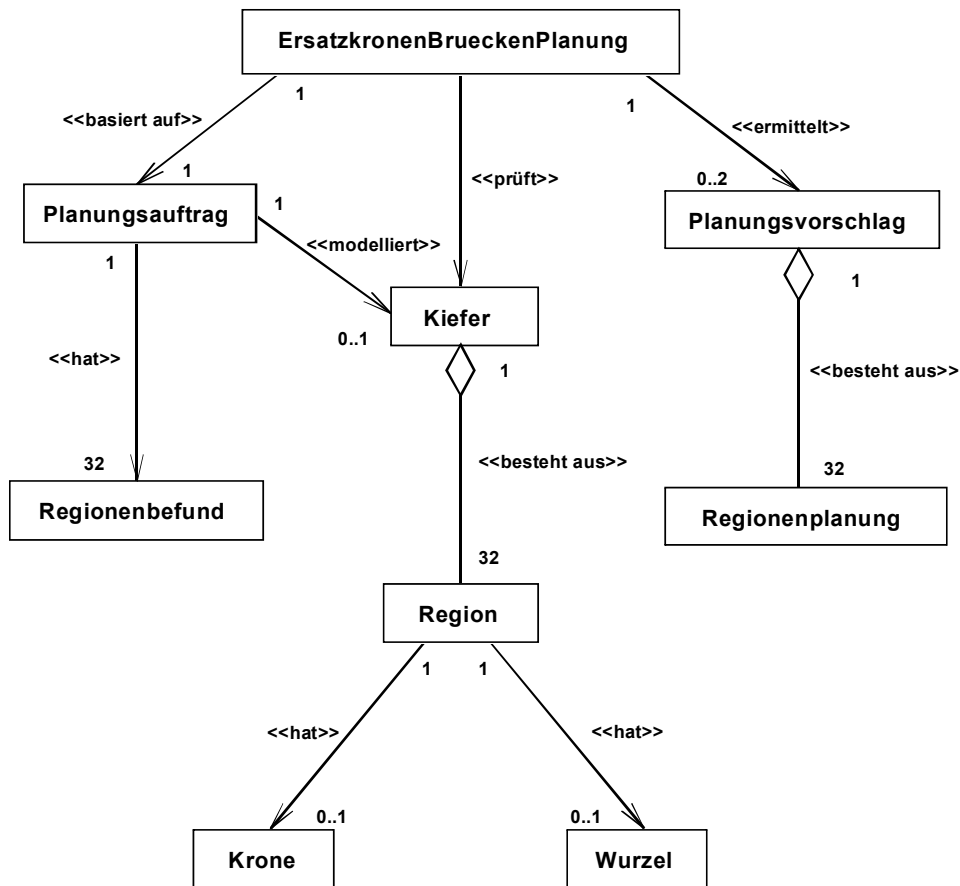 ErsatzkronenBrueckenPlanung
1
1
<<basiert auf>>
<<ermittelt>>
1
<<prüft>>
0..2
Planungsauftrag
1
Planungsvorschlag
1
<<modelliert>>
1
Kiefer
0..1
<<hat>>
1
<<besteht aus>>
32
<<besteht aus>>
32
Regionenbefund
Regionenplanung
32
Region
1
1
<<hat>>
<<hat>>
0..1
0..1
Krone
Wurzel